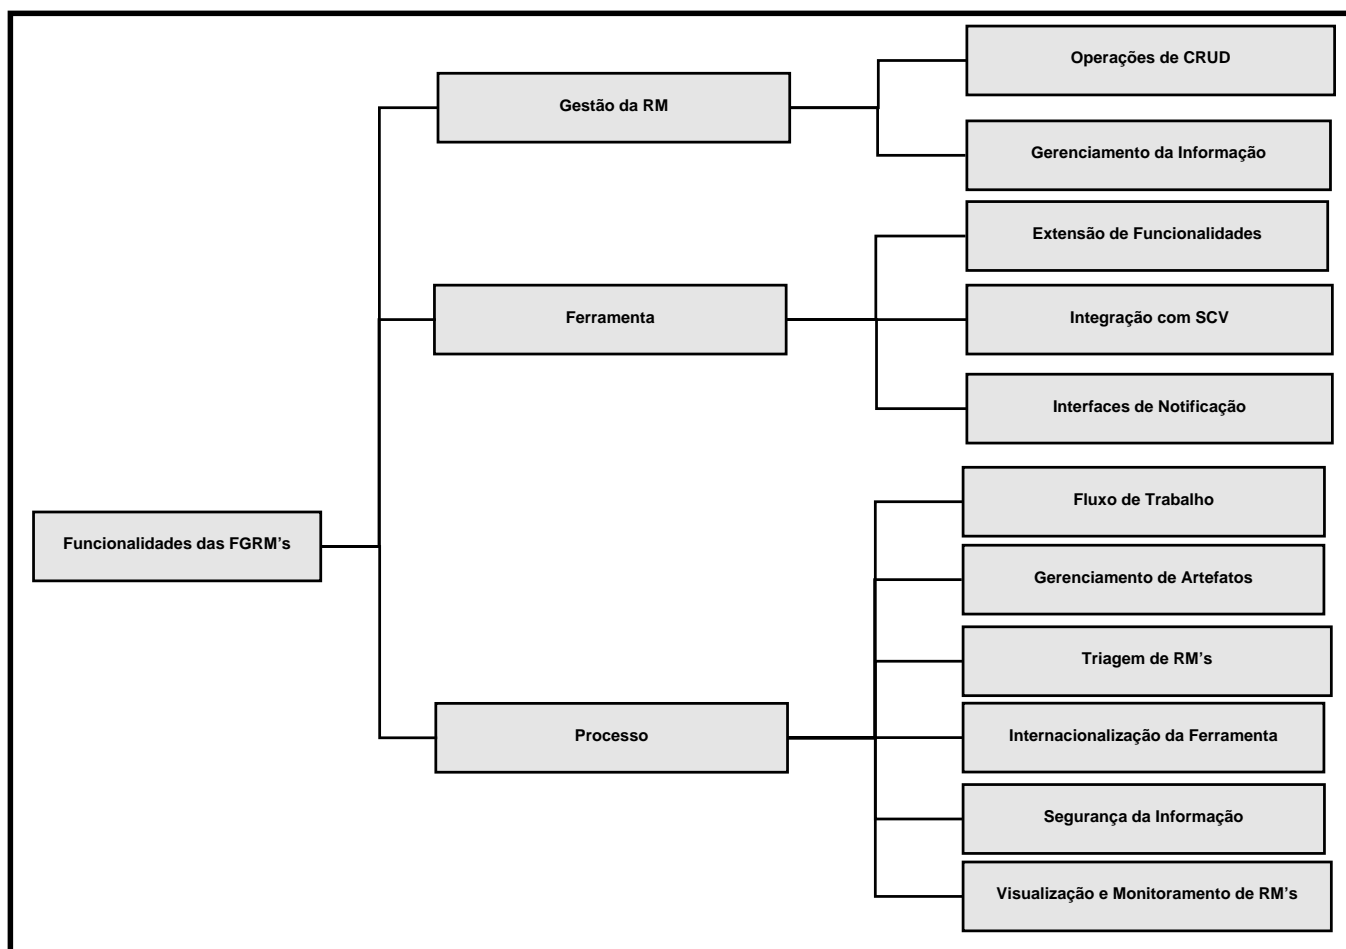 Funcionalidades das FGRM’s
Gestão da RM
Operações de CRUD
Gerenciamento da Informação
Ferramenta
Extensão de Funcionalidades
Integração com SCV
Interfaces de Notificação
Processo
Fluxo de Trabalho
Gerenciamento de Artefatos
Triagem de RM’s
Internacionalização da Ferramenta
Segurança da Informação
Visualização e Monitoramento de RM’s